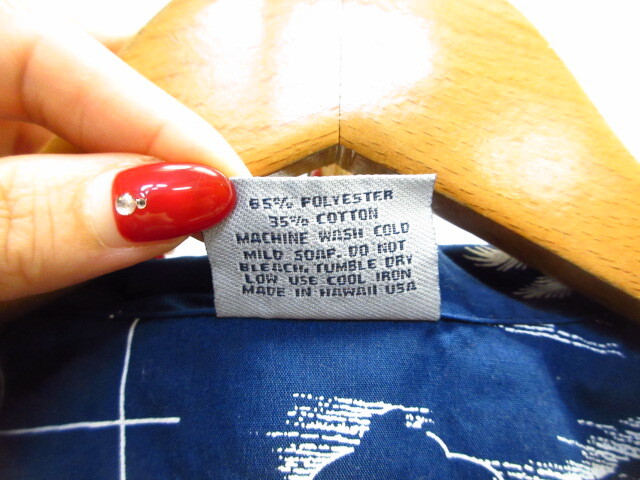 65% POLYESTER
35% COTTON
MACHINE WASH COLD
MILD SOAP. DO NOT
BLEACH. TUMBLE DRY
LOW USE COOL IRON
MADE IN HAWAII USA